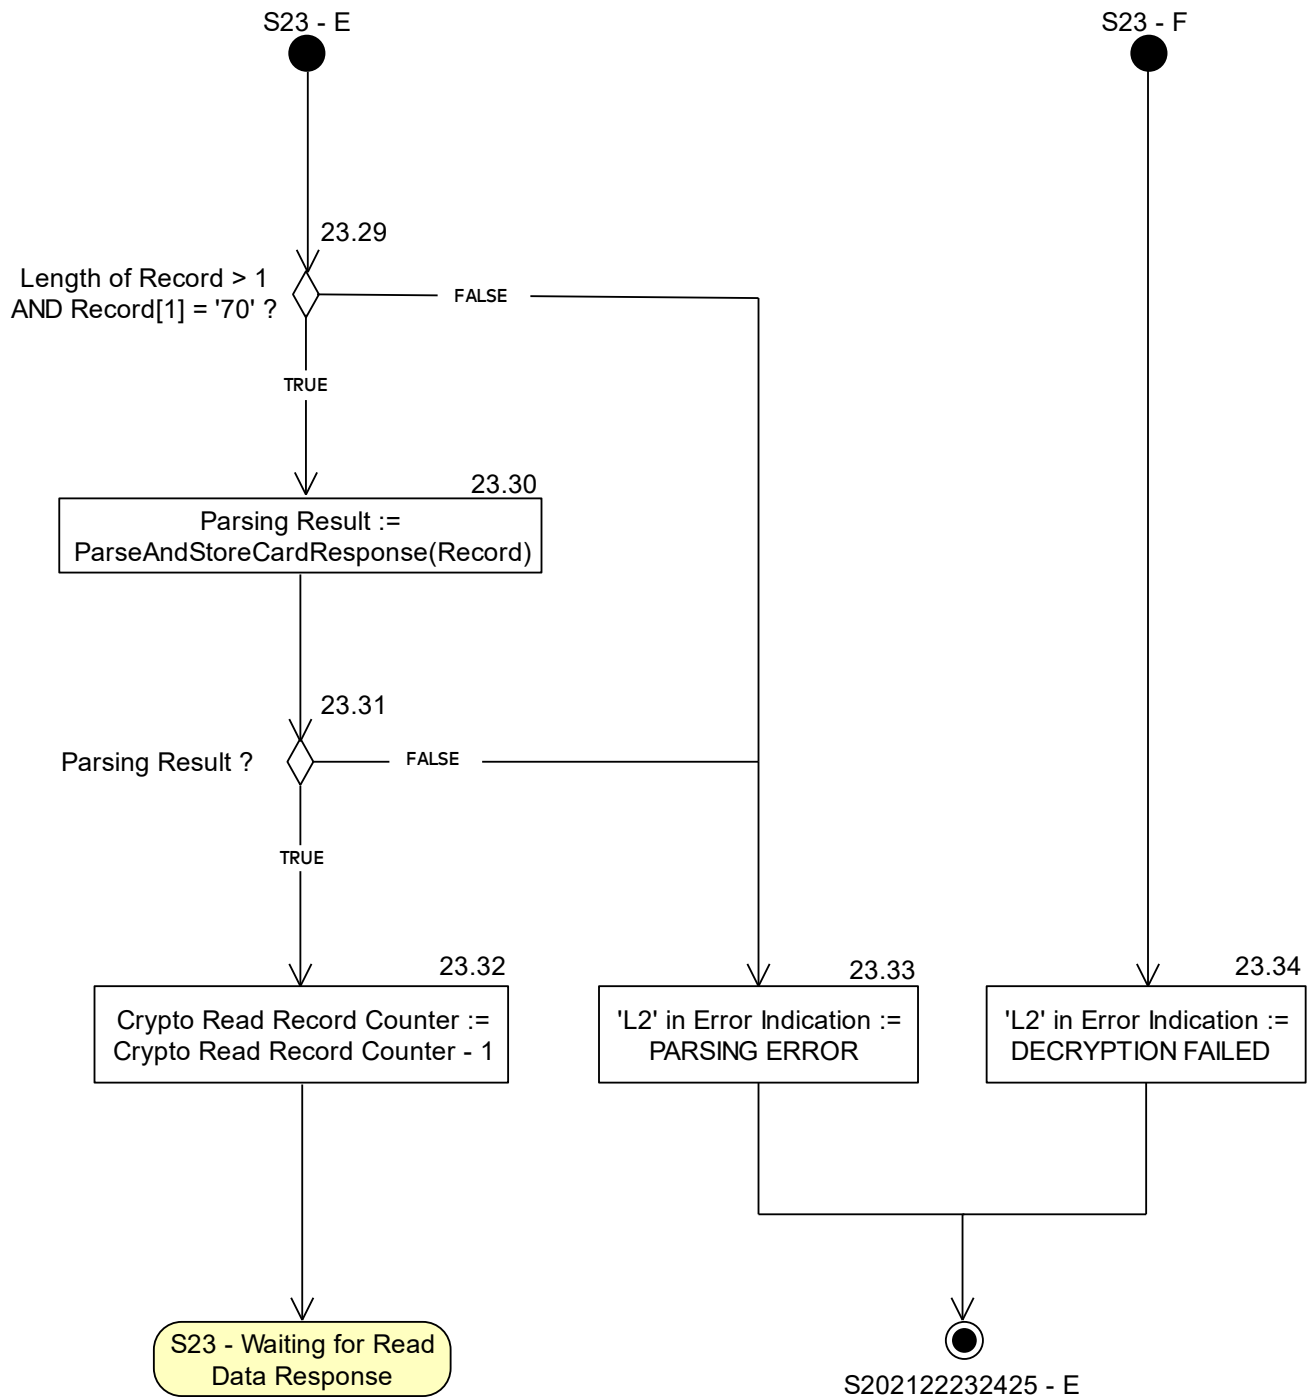 S23 - E
S23 - F
23.29
Length of Record > 1
AND Record[1] = '70' ?
FALSE
TRUE
23.30
Parsing Result :=
ParseAndStoreCardResponse(Record)
23.31
Parsing Result ?
FALSE
TRUE
23.32
Crypto Read Record Counter :=
Crypto Read Record Counter - 1
23.33
'L2' in Error Indication :=
PARSING ERROR
23.34
'L2' in Error Indication :=
DECRYPTION FAILED
S23 - Waiting for Read
Data Response
S202122232425 - E